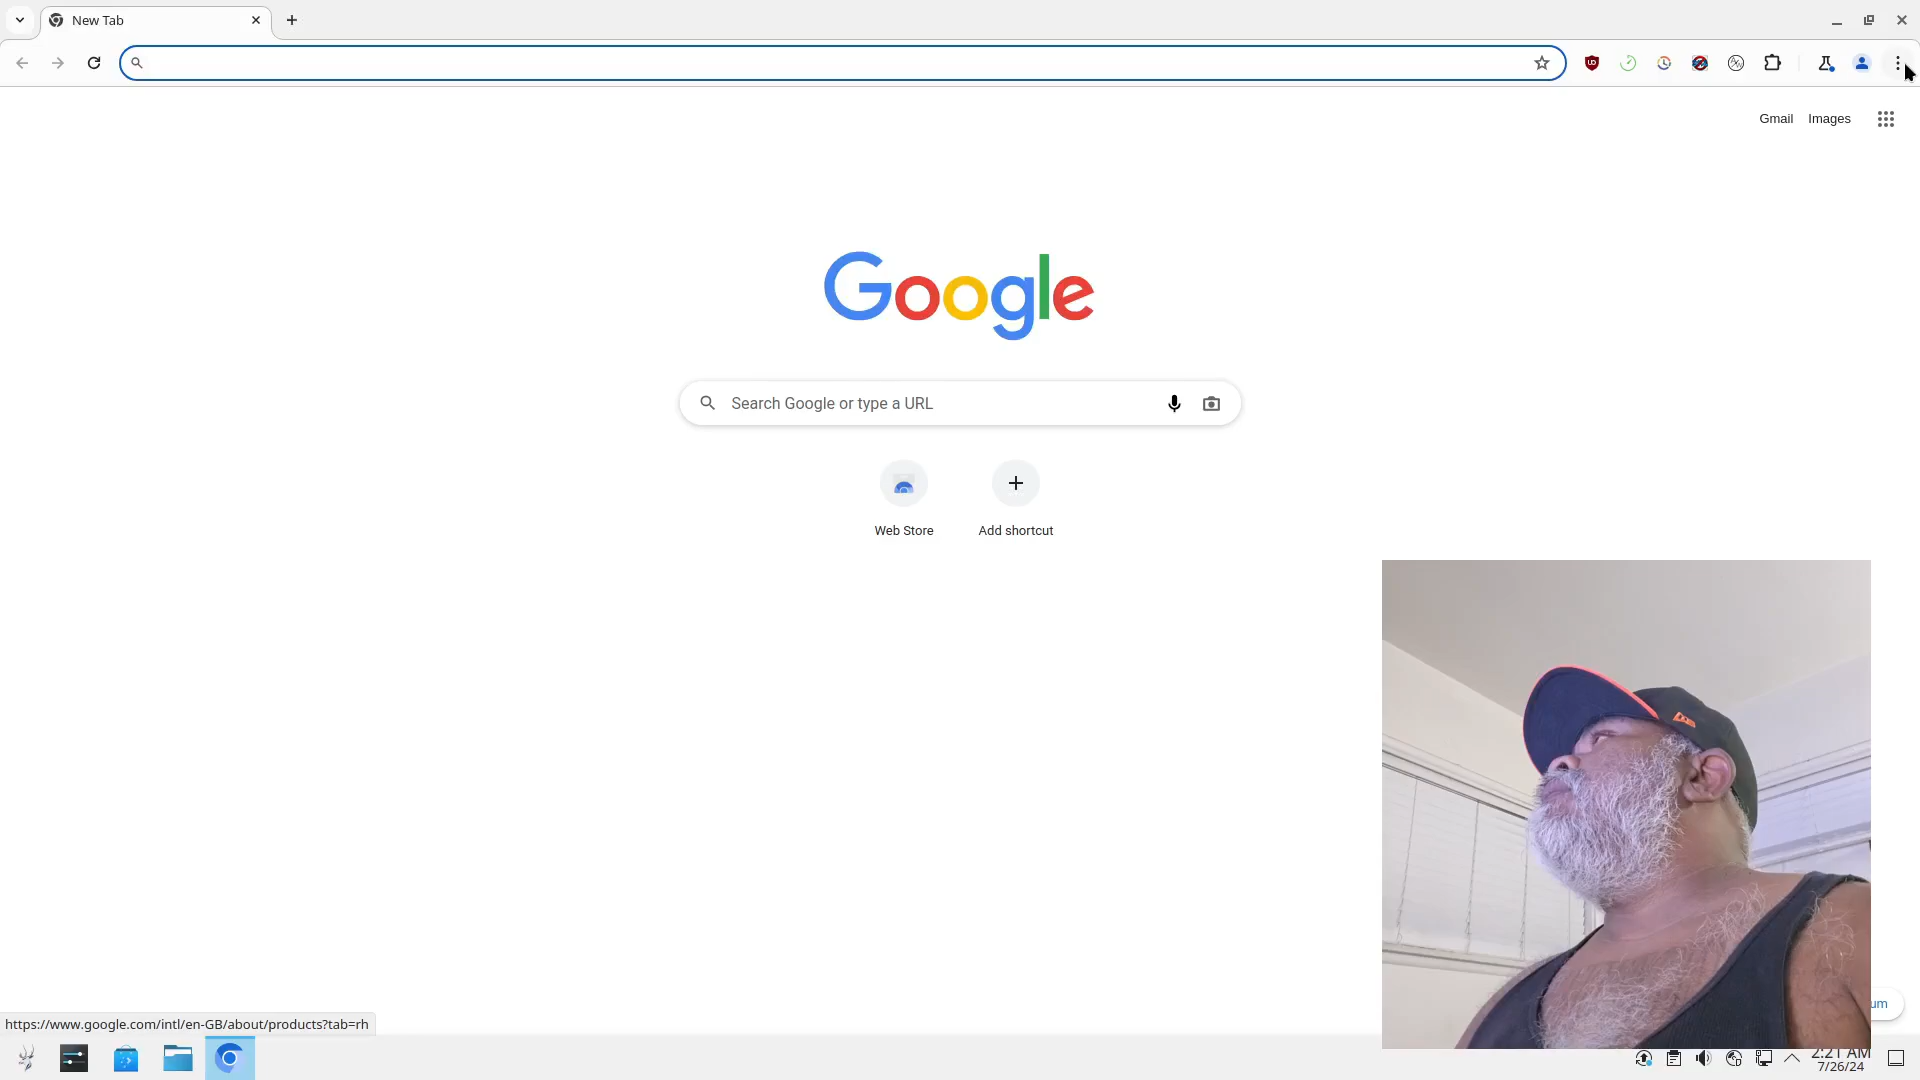 New Tab
Gmail Images
Google
Search Google or type a URL
Web Store Add shortcut
um
https://www.google.com/intl/en-GB/about/products?tab=rh
2:21 AM
7/26/24